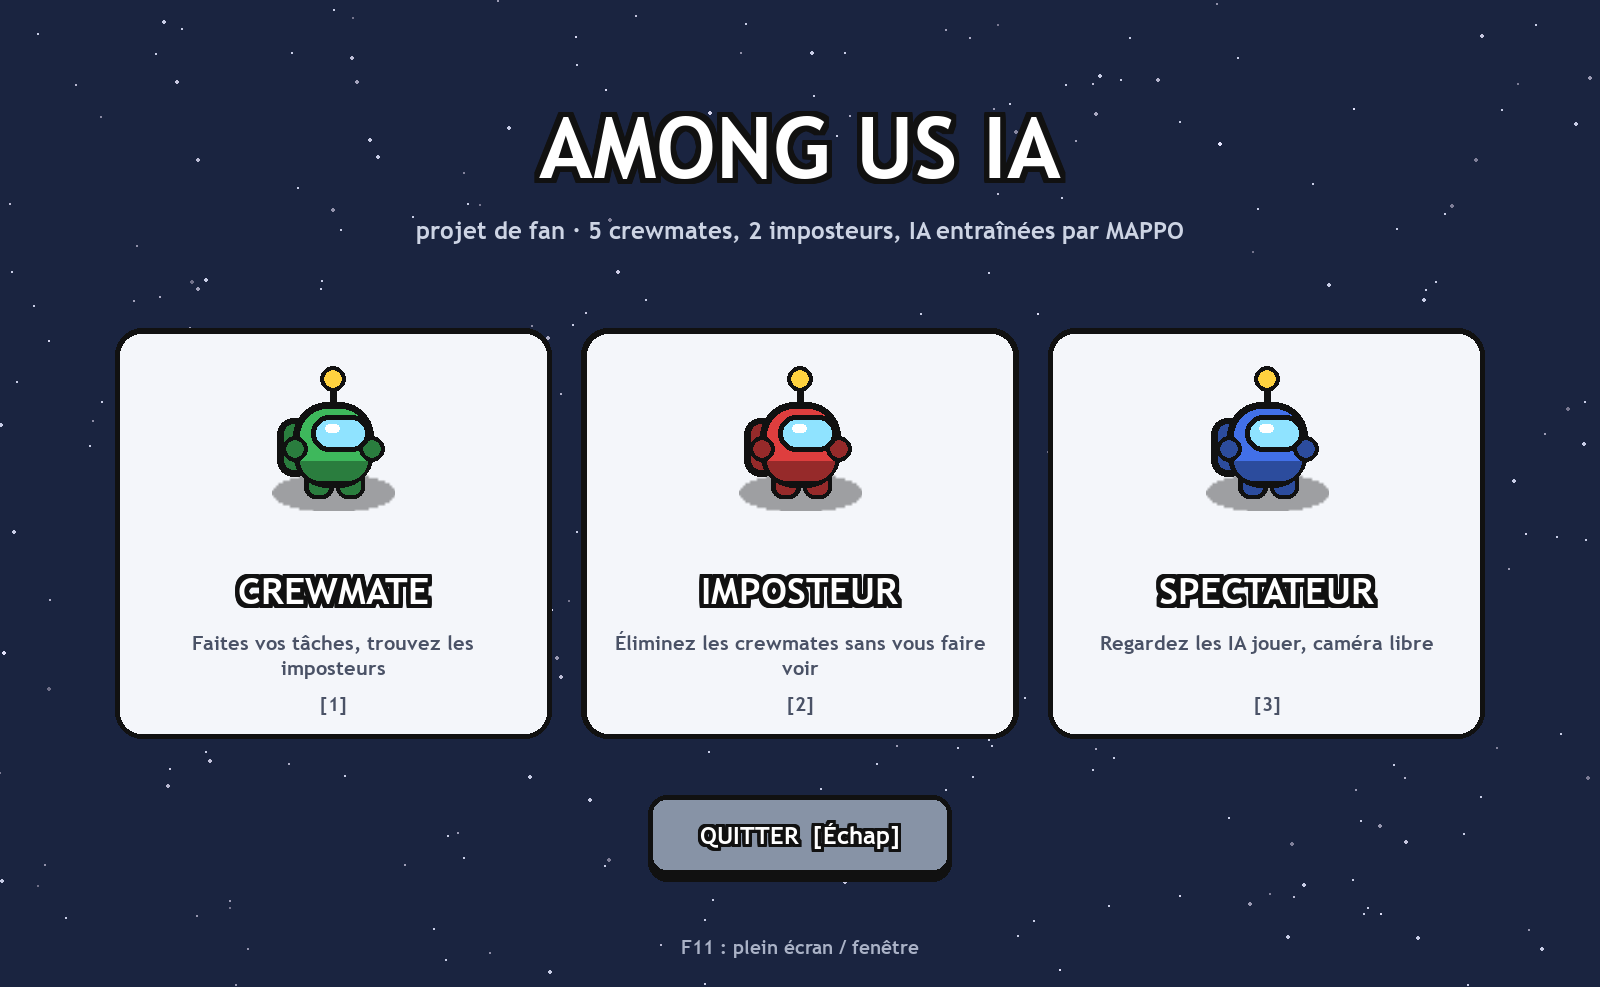 AMONG US IA
projet de fan · 5 crewmates, 2 imposteurs, IA entraînées par MAPPO
CREWMATE
Faites vos tâches, trouvez les
imposteurs
[1]
IMPOSTEUR
Éliminez les crewmates sans vous faire
voir
[2]
SPECTATEUR
Regardez les IA jouer, caméra libre
[3]
QUITTER [Échap]
F11 : plein écran / fenêtre